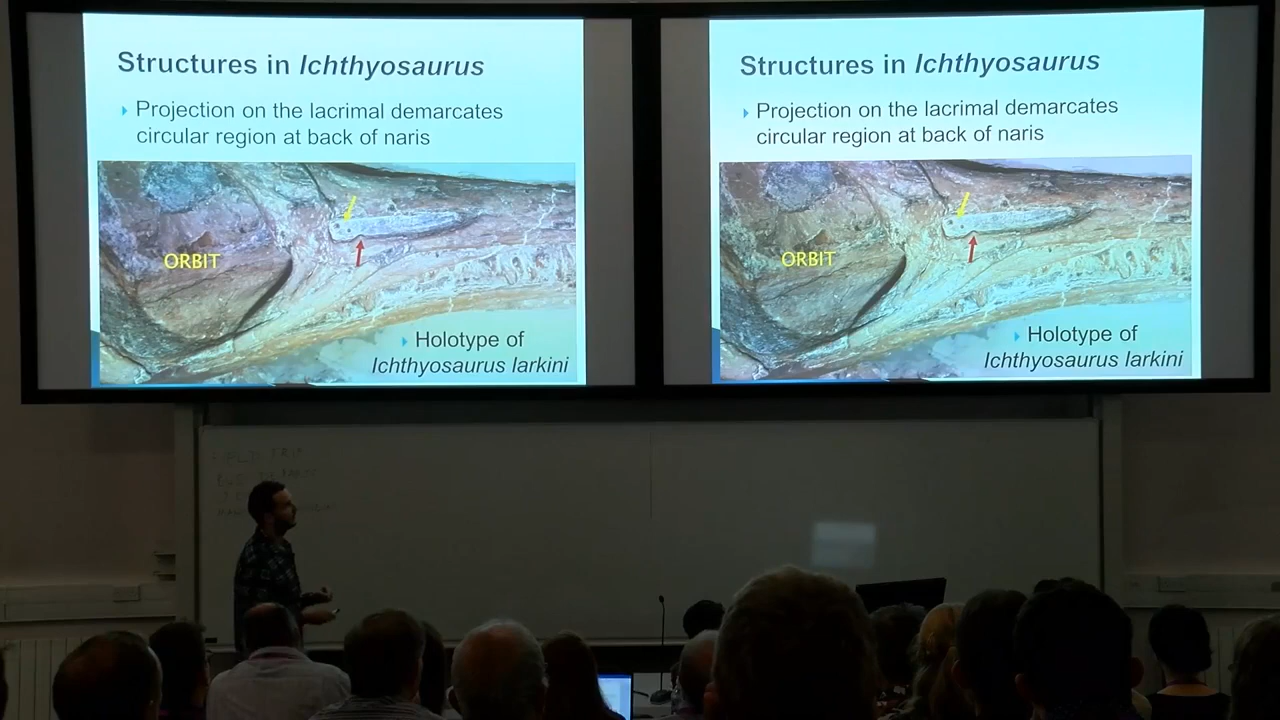 Structures in Ichthyosaurus
Projection on the lacrimal demarcates
circular region at back of naris
ORBIT
Holotype of
Ichthyosaurus larkini
Structures in Ichthyosaurus
Projection on the lacrimal demarcates
circular region at back of naris
ORBIT
Holotype of
Ichthyosaurus larkini
FIELD TRIP